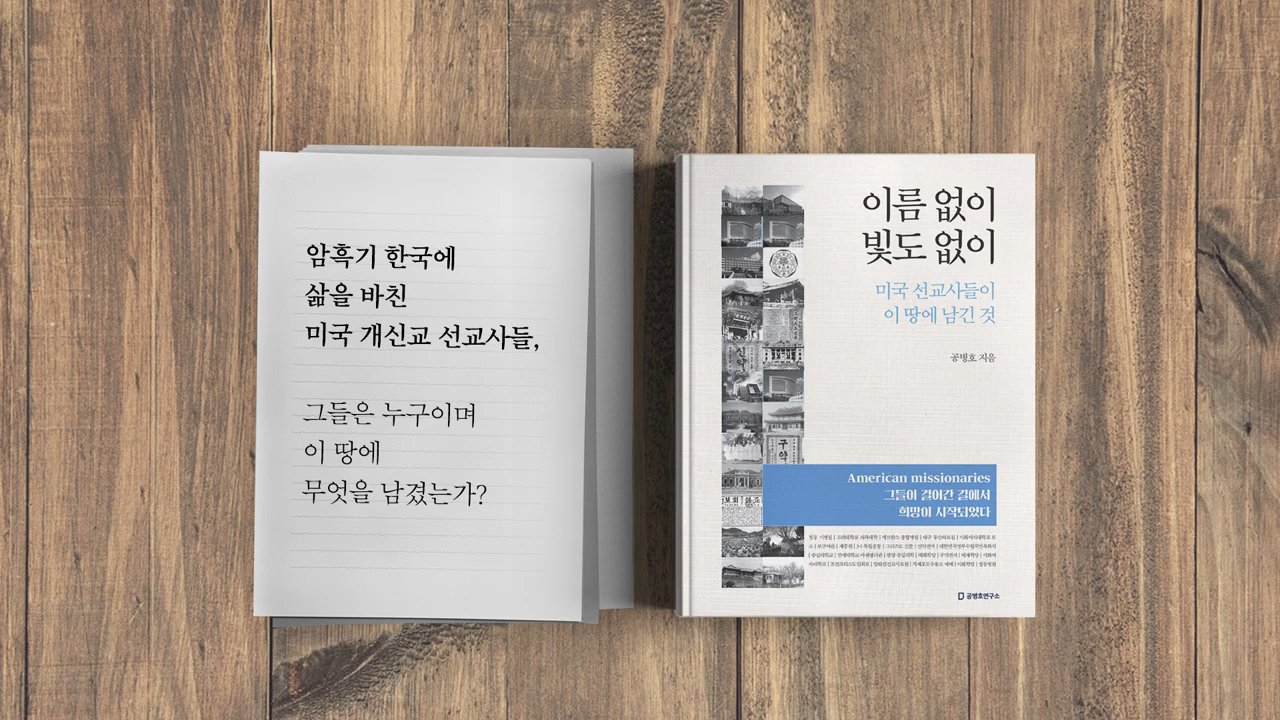 암흑기 한국에
삶을 바친
미국 개신교 선교사들,
그들은 누구이며
이 땅에
무엇을 남겼는가?
이름 없이
빛도 없이
미국 선교사들이
이 땅에 남긴 것
공병호 지음
신약
구약
American missionaries
그들이 걸어간 길에서
희망이 시작되었다
공병호연구소